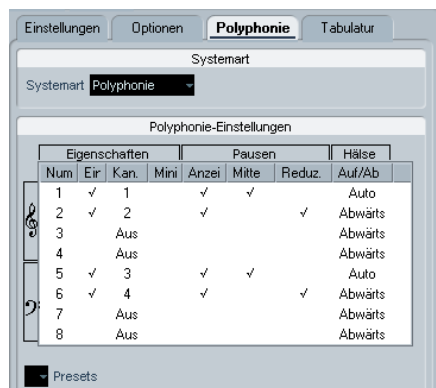 Einstellungen Optionen Polyphonie Tabulatur
Systemart
Systemart Polyphonie
Polyphonie-Einstellungen
Eigenschaften Pausen Hälse
Num Eir Kan. Mini Anzei Mitte Reduz. Auf/Ab
1 √ 1 √ √ Auto
2 √ 2 √ √ Abwärts
3 Aus Abwärts
4 Aus Abwärts
5 √ 3 √ √ Auto
6 √ 4 √ √ Abwärts
7 Aus Abwärts
8 Aus Abwärts
Presets